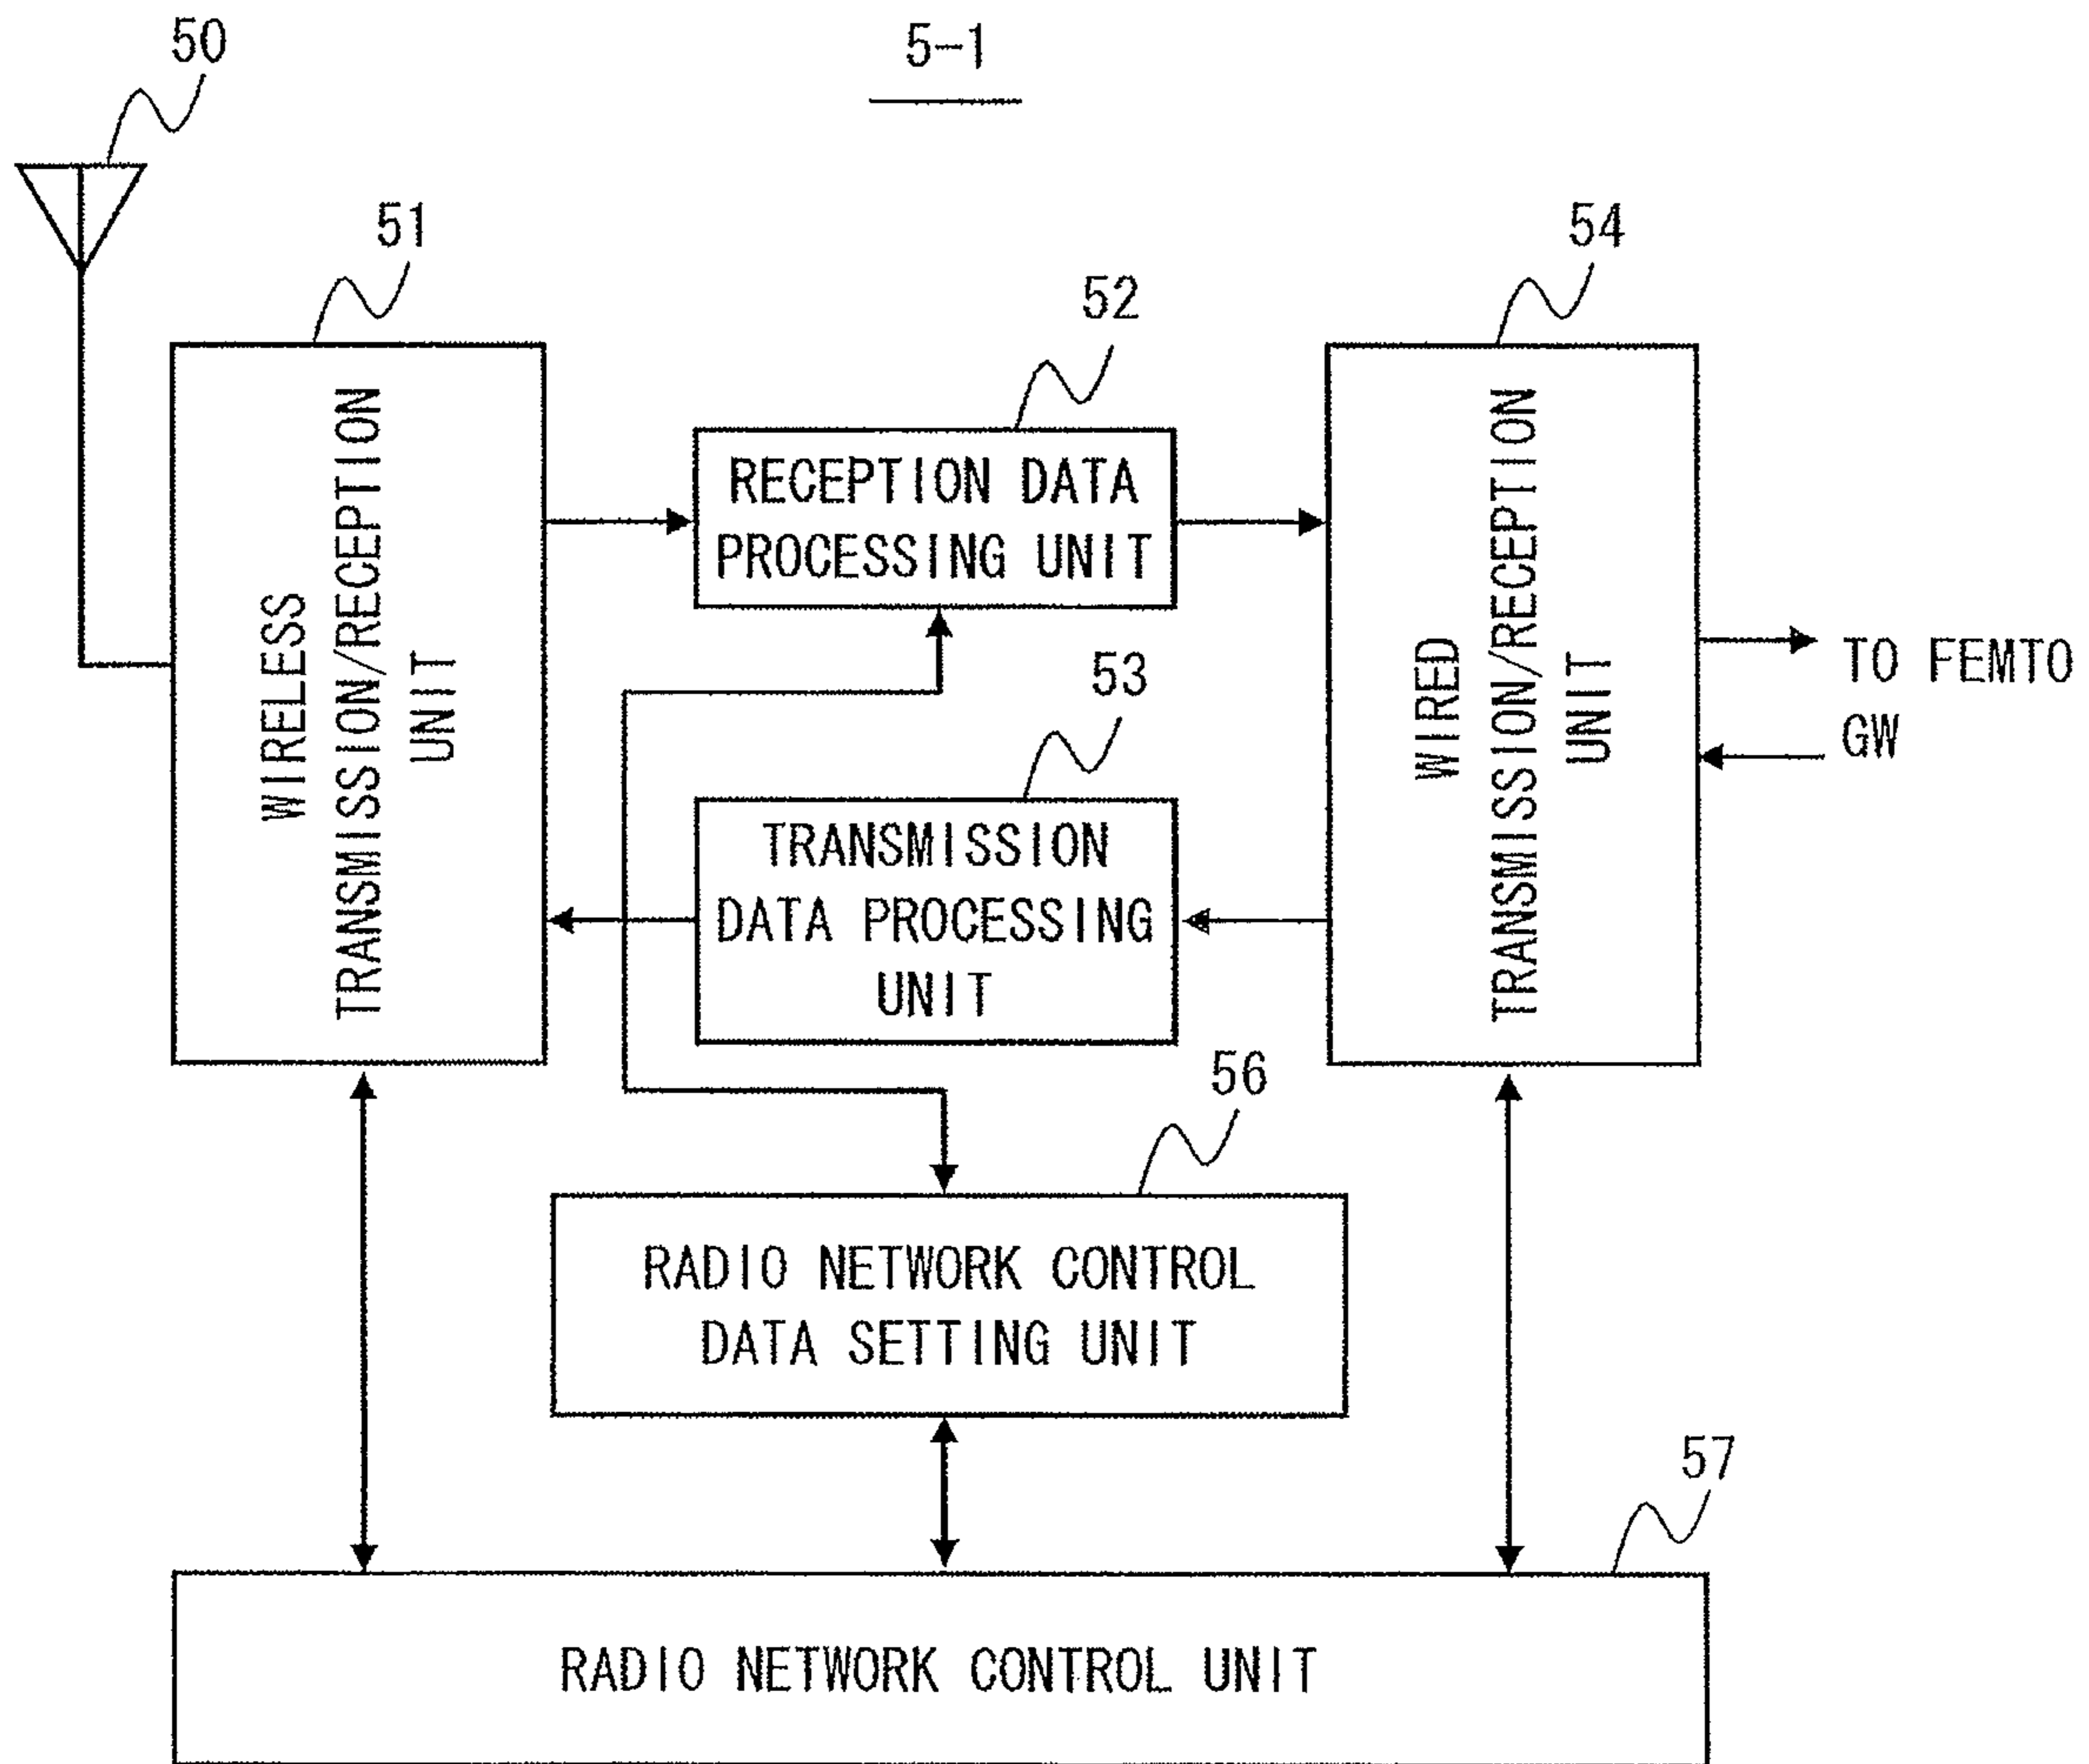 5-1
50
51
52
54
WIRELESS
TRANSMISSION/RECEPTION
UNIT
RECEPTION DATA
PROCESSING UNIT
WIRED
TRANSMISSION/RECEPTION
UNIT
TO FEMTO
GW
53
TRANSMISSION
DATA PROCESSING
UNIT
56
RADIO NETWORK CONTROL
DATA SETTING UNIT
57
RADIO NETWORK CONTROL UNIT